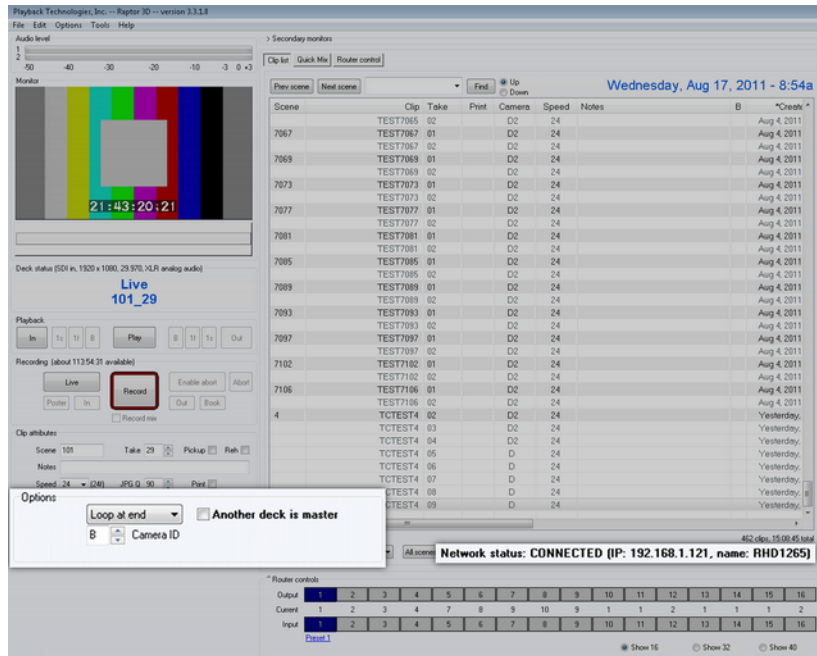 Playback Technologies, Inc. -- Raptor 3D -- version 3.3.1.8
File Edit Options Tools Help
Audio level
1
2
-50 -40 -30 -20 -10 -3 0 +3
Monitor
21:43:20:21
Deck status (SDI in, 1920 x 1080, 29.970, XLR analog audio)
Live
101_29
Playback
In 1s 1f B Play B 1f 1s Out
Recording (about 113:54:31 available)
Live Record Enable abort Abort
Poster In Out Book
Record mix
Clip attributes
Scene 101 Take 29 Pickup Reh
Notes
Speed 24 (24I) JPG Q 90 Print
Options
Loop at end Another deck is master
B Camera ID
> Secondary monitors
Clip list Quick Mix Router control
Prev scene Next scene Find Up Down
Wednesday, Aug 17, 2011 - 8:54a
Scene Clip Take Print Camera Speed Notes B *Create
TEST7065 02 D2 24 Aug 4, 2011
7067 TEST7067 01 D2 24 Aug 4, 2011
TEST7067 02 D2 24 Aug 4, 2011
7069 TEST7069 01 D2 24 Aug 4, 2011
TEST7069 02 D2 24 Aug 4, 2011
7073 TEST7073 01 D2 24 Aug 4, 2011
TEST7073 02 D2 24 Aug 4, 2011
7077 TEST7077 01 D2 24 Aug 4, 2011
TEST7077 02 D2 24 Aug 4, 2011
7081 TEST7081 01 D2 24 Aug 4, 2011
TEST7081 02 D2 24 Aug 4, 2011
7085 TEST7085 01 D2 24 Aug 4, 2011
TEST7085 02 D2 24 Aug 4, 2011
7089 TEST7089 01 D2 24 Aug 4, 2011
TEST7089 02 D2 24 Aug 4, 2011
7093 TEST7093 01 D2 24 Aug 4, 2011
TEST7093 02 D2 24 Aug 4, 2011
7097 TEST7097 01 D2 24 Aug 4, 2011
TEST7097 02 D2 24 Aug 4, 2011
7102 TEST7102 01 D2 24 Aug 4, 2011
TEST7102 02 D2 24 Aug 4, 2011
7106 TEST7106 01 D2 24 Aug 4, 2011
TEST7106 02 D2 24 Aug 4, 2011
4 TCTEST4 02 D2 24 Yesterday,
TCTEST4 03 D2 24 Yesterday,
TCTEST4 04 D2 24 Yesterday,
TCTEST4 05 D 24 Yesterday,
TCTEST4 06 D 24 Yesterday,
TCTEST4 07 D 24 Yesterday,
CTEST4 08 D 24 Yesterday,
CTEST4 09 D 24 Yesterday,
462 clips, 15:08:45 total
All scenes
Network status: CONNECTED (IP: 192.168.1.121, name: RHD1265)
^ Router controls
Output 1 2 3 4 5 6 7 8 9 10 11 12 13 14 15 16
Current 1 2 3 4 7 8 9 10 9 1 1 2 1 1 1 2
Input 1 2 3 4 5 6 7 8 9 10 11 12 13 14 15 16
Preset 1
Show 16 Show 32 Show 40